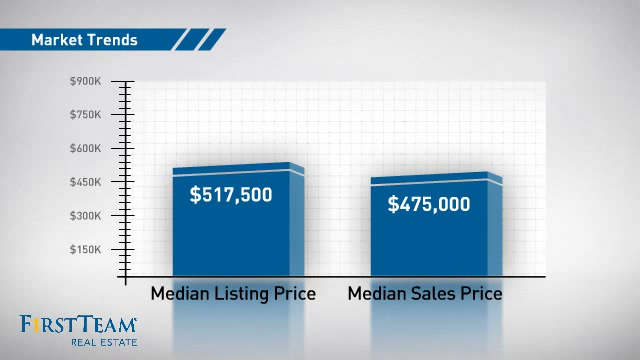 Market Trends
$900K
$750K
$600K
$450K
$300K
$150K
$517,500
$475,000
Median Listing Price
Median Sales Price
FIRSTTEAM®
REAL ESTATE